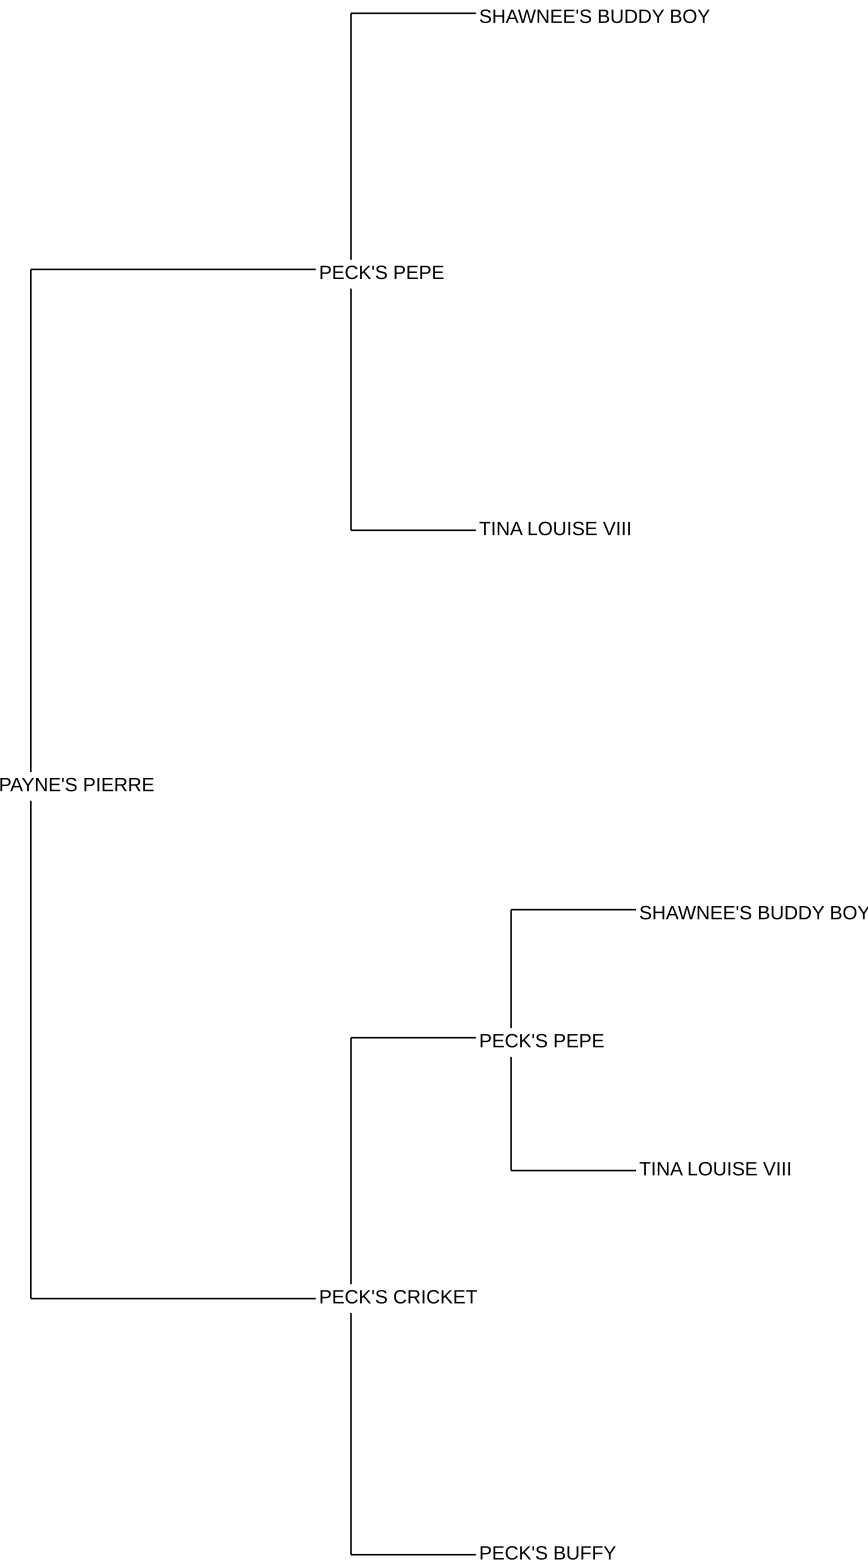 SHAWNEE'S BUDDY BOY
PECK'S PEPE
TINA LOUISE VIII
PAYNE'S PIERRE
SHAWNEE'S BUDDY BOY
PECK'S PEPE
TINA LOUISE VIII
PECK'S CRICKET
PECK'S BUFFY